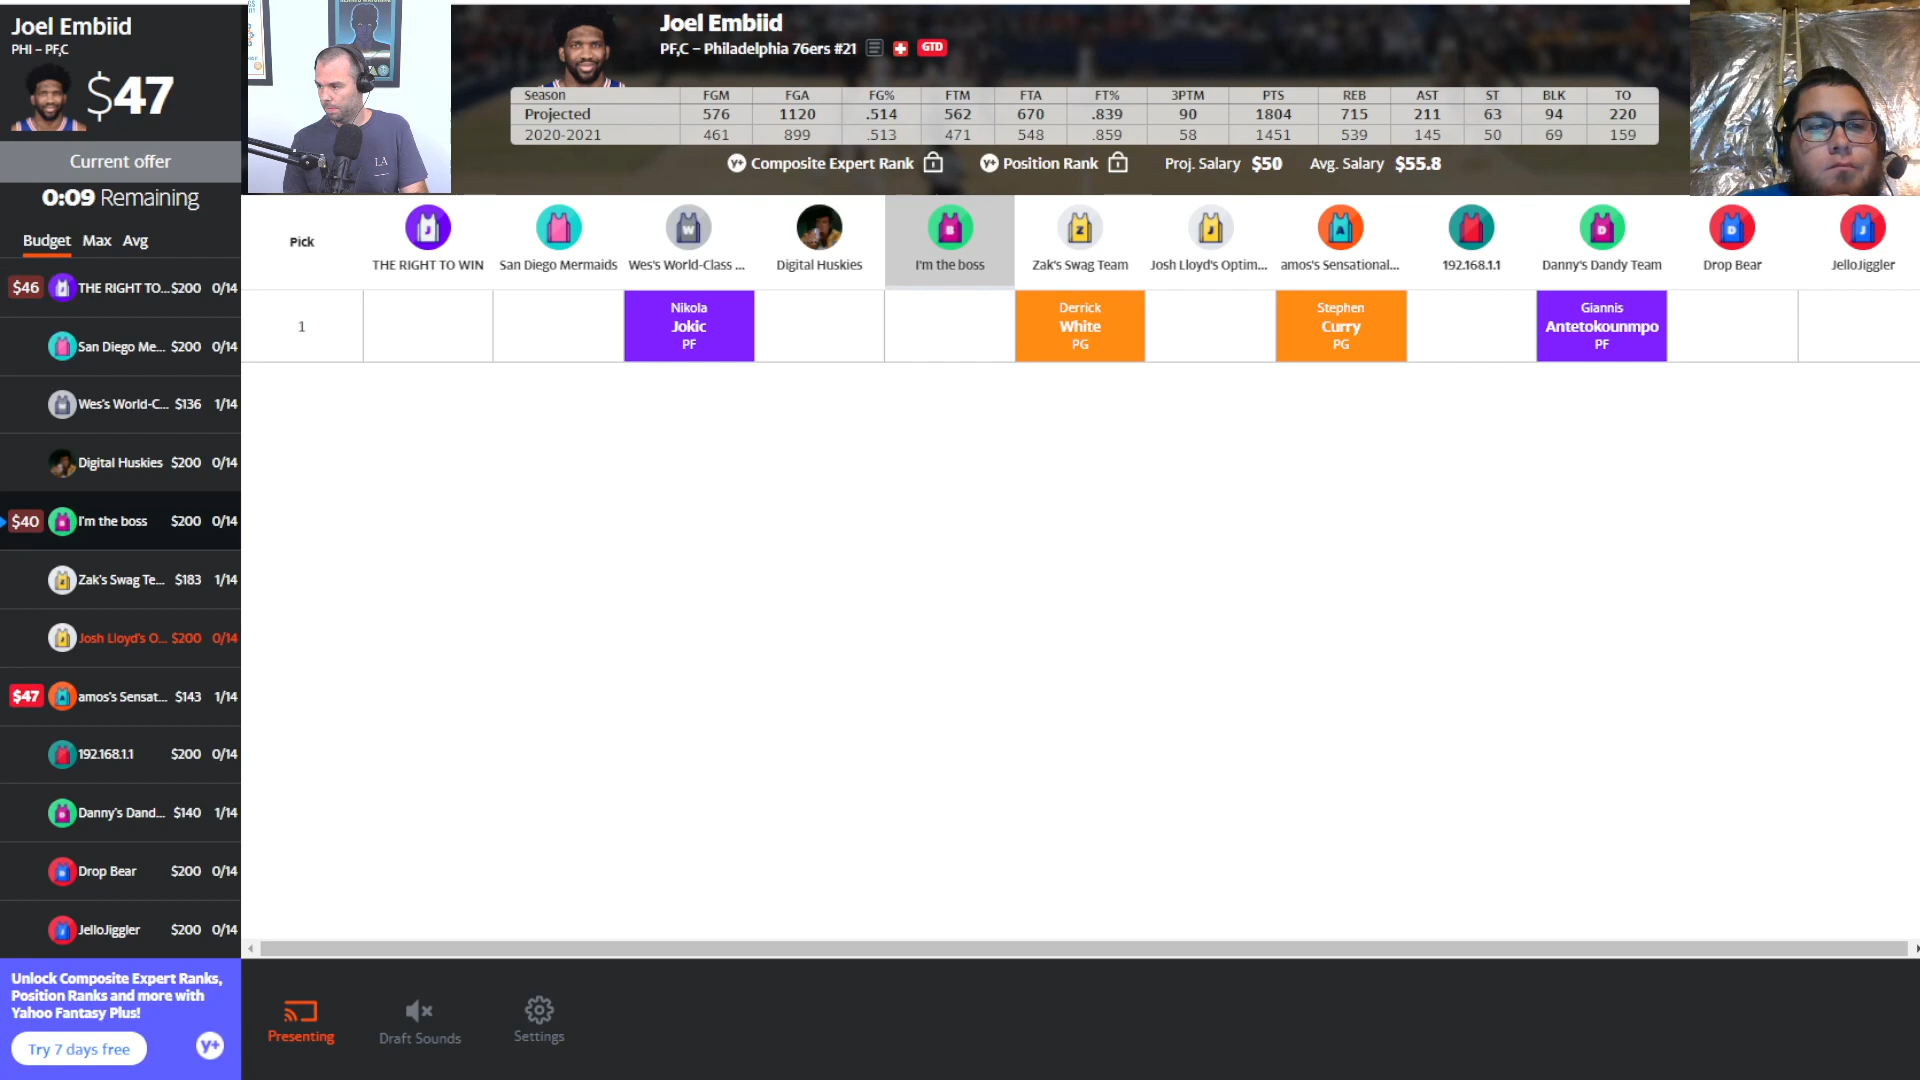 Joel Embiid
PHI – PF,C
$47
Current offer
0:09 Remaining
Budget Max Avg
$46 THE RIGHT TO... $200 0/14
San Diego Me... $200 0/14
Wes's World-C... $136 1/14
Digital Huskies $200 0/14
$40 I'm the boss $200 0/14
Zak's Swag Te... $183 1/14
Josh Lloyd's O... $200 0/14
$47 amos's Sensat... $143 1/14
192.168.1.1 $200 0/14
Danny's Dand... $140 1/14
Drop Bear $200 0/14
JelloJiggler $200 0/14
Unlock Composite Expert Ranks,
Position Ranks and more with
Yahoo Fantasy Plus!
Try 7 days free
y+
LA
Joel Embiid
PF,C – Philadelphia 76ers #21 GTD
Season FGM FGA FG% FTM FTA FT% 3PTM PTS REB AST ST BLK TO
Projected 576 1120 .514 562 670 .839 90 1804 715 211 63 94 220
2020-2021 461 899 .513 471 548 .859 58 1451 539 145 50 69 159
y+ Composite Expert Rank y+ Position Rank Proj. Salary $50 Avg. Salary $55.8
Pick
J THE RIGHT TO WIN
San Diego Mermaids
W Wes's World-Class ...
Digital Huskies
B I'm the boss
Z Zak's Swag Team
J Josh Lloyd's Optim...
A amos's Sensational...
192.168.1.1
D Danny's Dandy Team
D Drop Bear
J JelloJiggler
1
Nikola
Jokic
PF
Derrick
White
PG
Stephen
Curry
PG
Giannis
Antetokounmpo
PF
Presenting
Draft Sounds
Settings